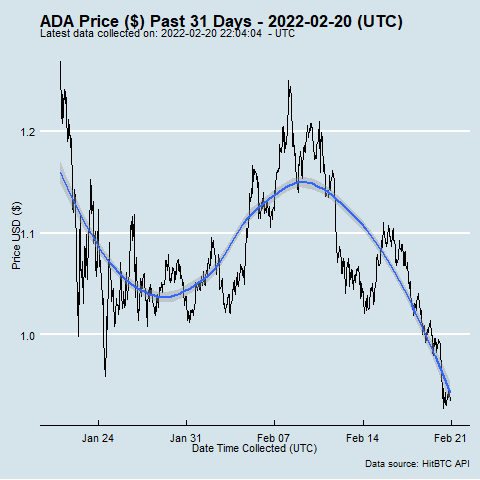 ADA Price ($) Past 31 Days - 2022-02-20 (UTC)
Latest data collected on: 2022-02-20 22:04:04 - UTC
1.2
1.1
1.0
Price USD ($)
Jan 24
Jan 31
Feb 07
Feb 14
Feb 21
Date Time Collected (UTC)
Data source: HitBTC API